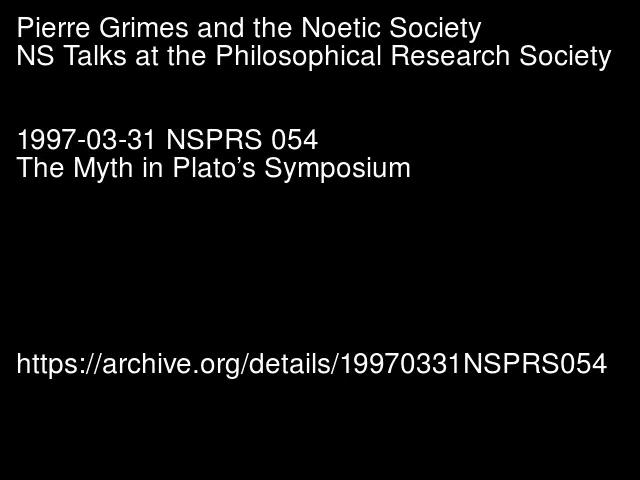 Pierre Grimes and the Noetic Society
NS Talks at the Philosophical Research Society
1997-03-31 NSPRS 054
The Myth in Plato’s Symposium
https://archive.org/details/19970331NSPRS054